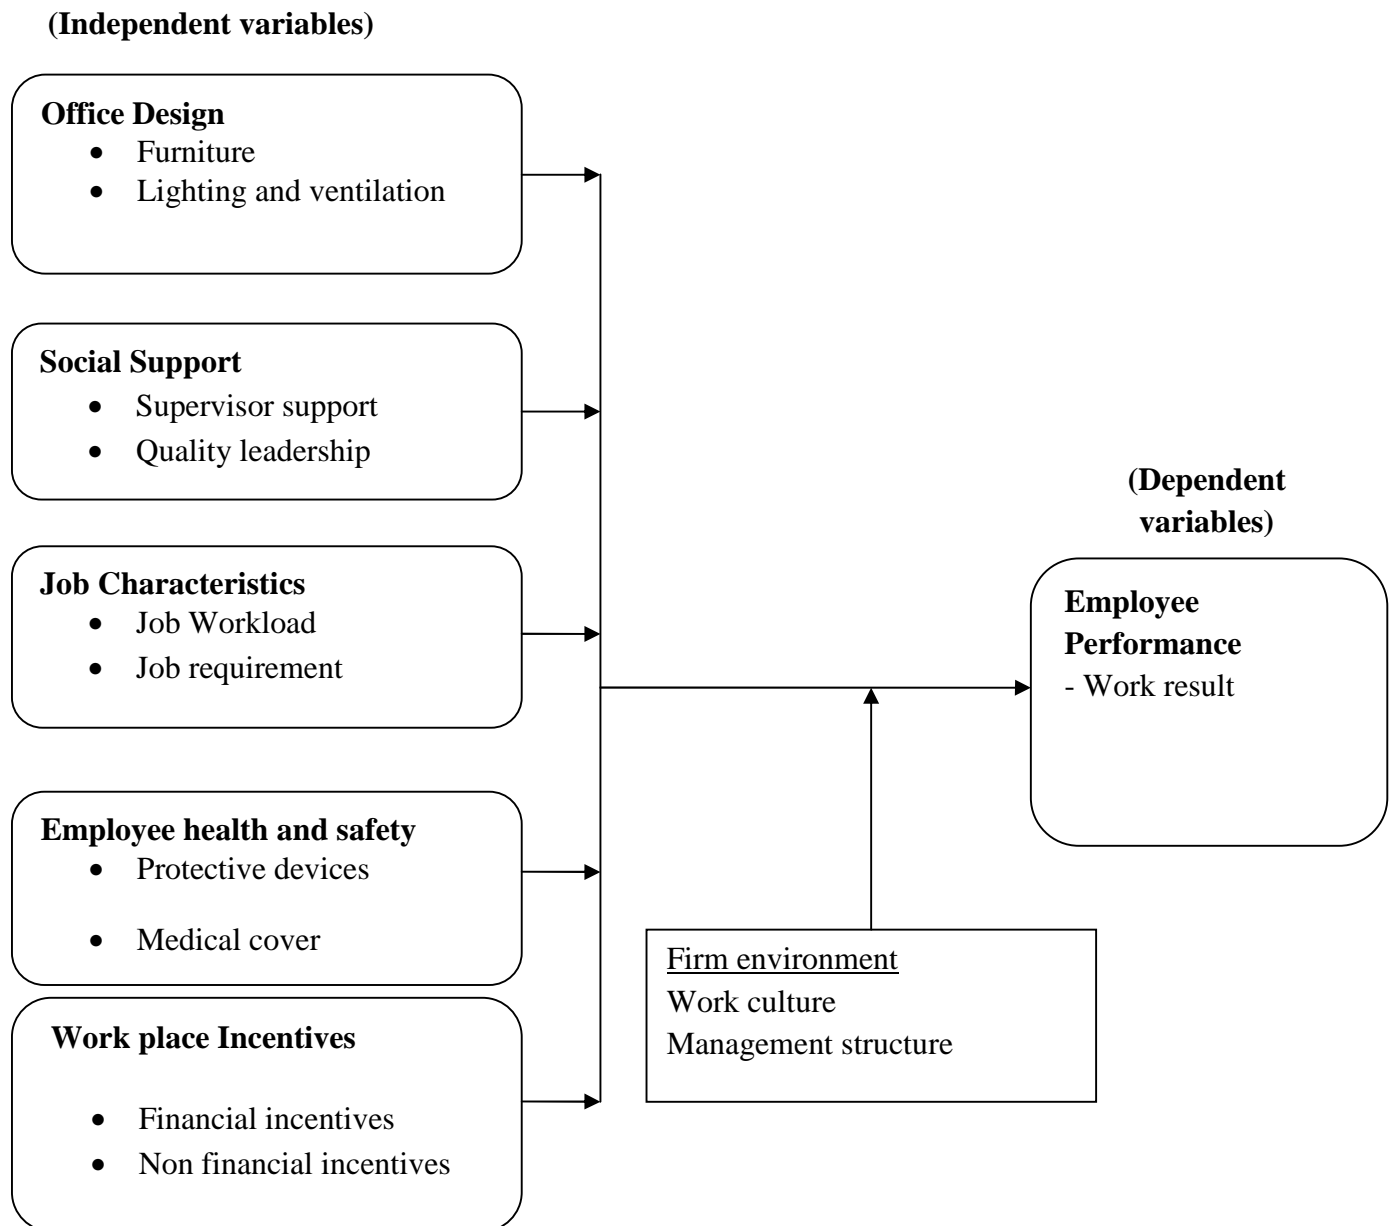 (Independent variables)
Office Design
• Furniture
• Lighting and ventilation
Social Support
• Supervisor support
• Quality leadership
Job Characteristics
• Job Workload
• Job requirement
Employee health and safety
• Protective devices
• Medical cover
Work place Incentives
• Financial incentives
• Non financial incentives
Firm environment
Work culture
Management structure
(Dependent
variables)
Employee
Performance
- Work result